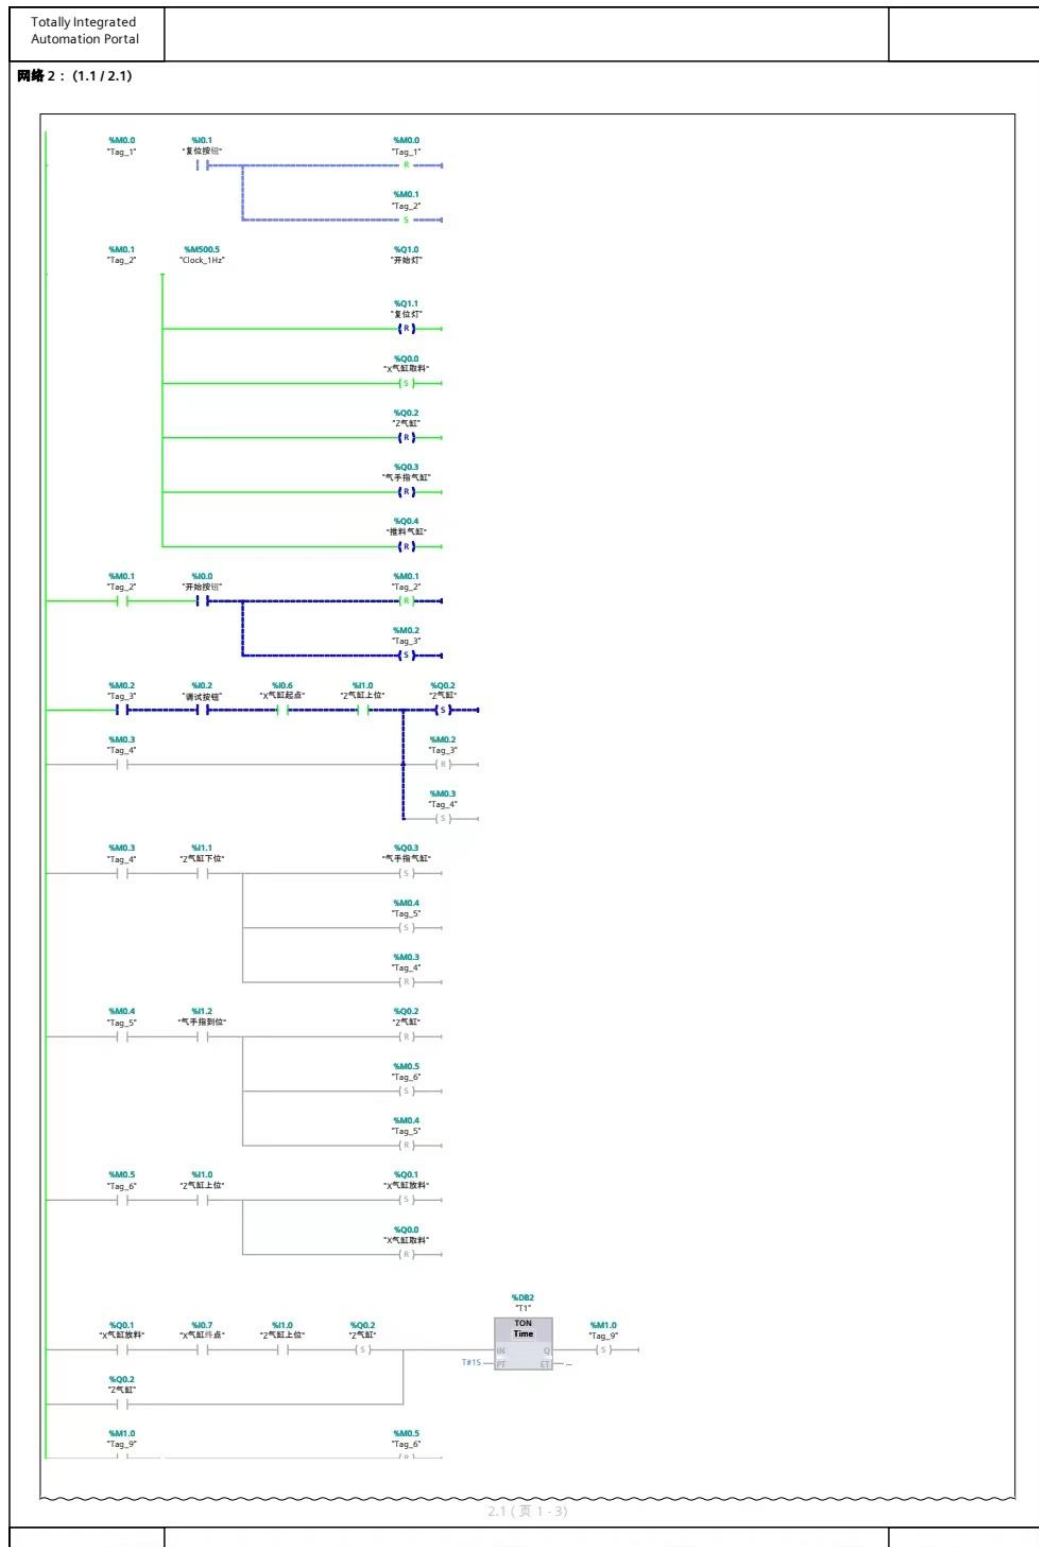 Totally Integrated
Automation Portal
网络 2： (1.1 / 2.1)
%M0.0 %I0.1 %M0.0
"Tag_1" "复位按钮" "Tag_1"
R
%M0.1
"Tag_2"
S
%M0.1 %M500.5 %Q1.0
"Tag_2" "Clock_1Hz" "开始灯"
%Q1.1
"复位灯"
R
%Q0.0
"X气缸取料"
S
%Q0.2
"Z气缸"
R
%Q0.3
"气手指气缸"
R
%Q0.4
"推料气缸"
R
%M0.1 %I0.0 %M0.1
"Tag_2" "开始按钮" "Tag_2"
R
%M0.2
"Tag_3"
S
%M0.2 %I0.2 %I0.6 %I1.0 %Q0.2
"Tag_3" "调试按钮" "X气缸起点" "Z气缸上位" "Z气缸"
S
%M0.3 %M0.2
"Tag_4" "Tag_3"
R
%M0.3
"Tag_4"
S
%M0.3 %I1.1 %Q0.3
"Tag_4" "Z气缸下位" "气手指气缸"
S
%M0.4
"Tag_5"
S
%M0.3
"Tag_4"
R
%M0.4 %I1.2 %Q0.2
"Tag_5" "气手指到位" "Z气缸"
R
%M0.5
"Tag_6"
S
%M0.4
"Tag_5"
R
%M0.5 %I1.0 %Q0.1
"Tag_6" "Z气缸上位" "X气缸放料"
S
%Q0.0
"X气缸取料"
R
%DB2
"T1"
%Q0.1 %I0.7 %I1.0 %Q0.2 TON %M1.0
"X气缸放料" "X气缸终点" "Z气缸上位" "Z气缸" Time "Tag_9"
S IN Q S
T#1S PT ET ...
%Q0.2
"Z气缸"
%M1.0 %M0.5
"Tag_9" "Tag_6"
R
2.1 ( 页 1 - 3)